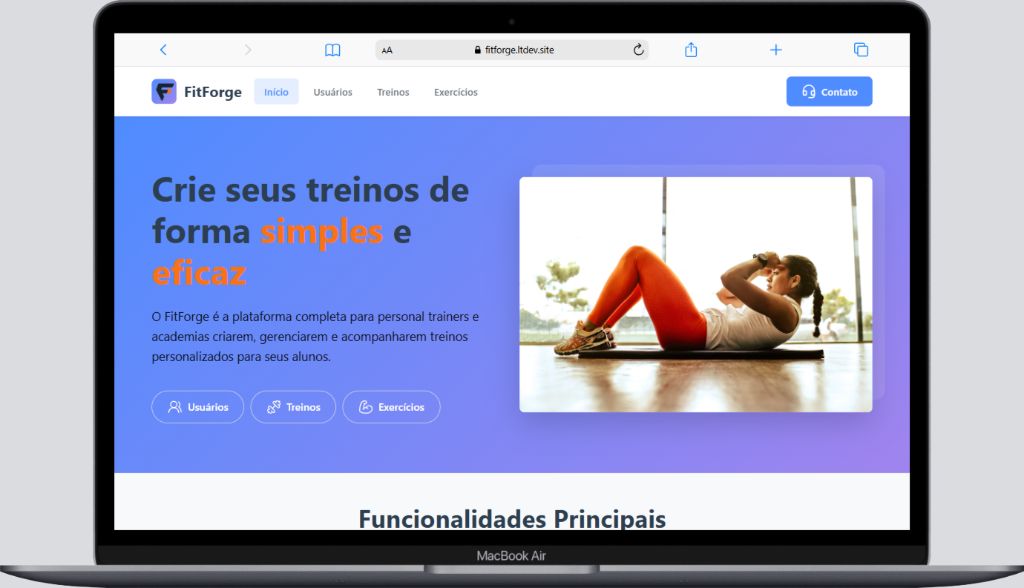 AA
fitforge.ltdev.site
FitForge
Início
Usuários
Treinos
Exercícios
Contato
Crie seus treinos de
forma simples e
eficaz
O FitForge é a plataforma completa para personal trainers e
academias criarem, gerenciarem e acompanharem treinos
personalizados para seus alunos.
Usuários
Treinos
Exercícios
Funcionalidades Principais
MacBook Air